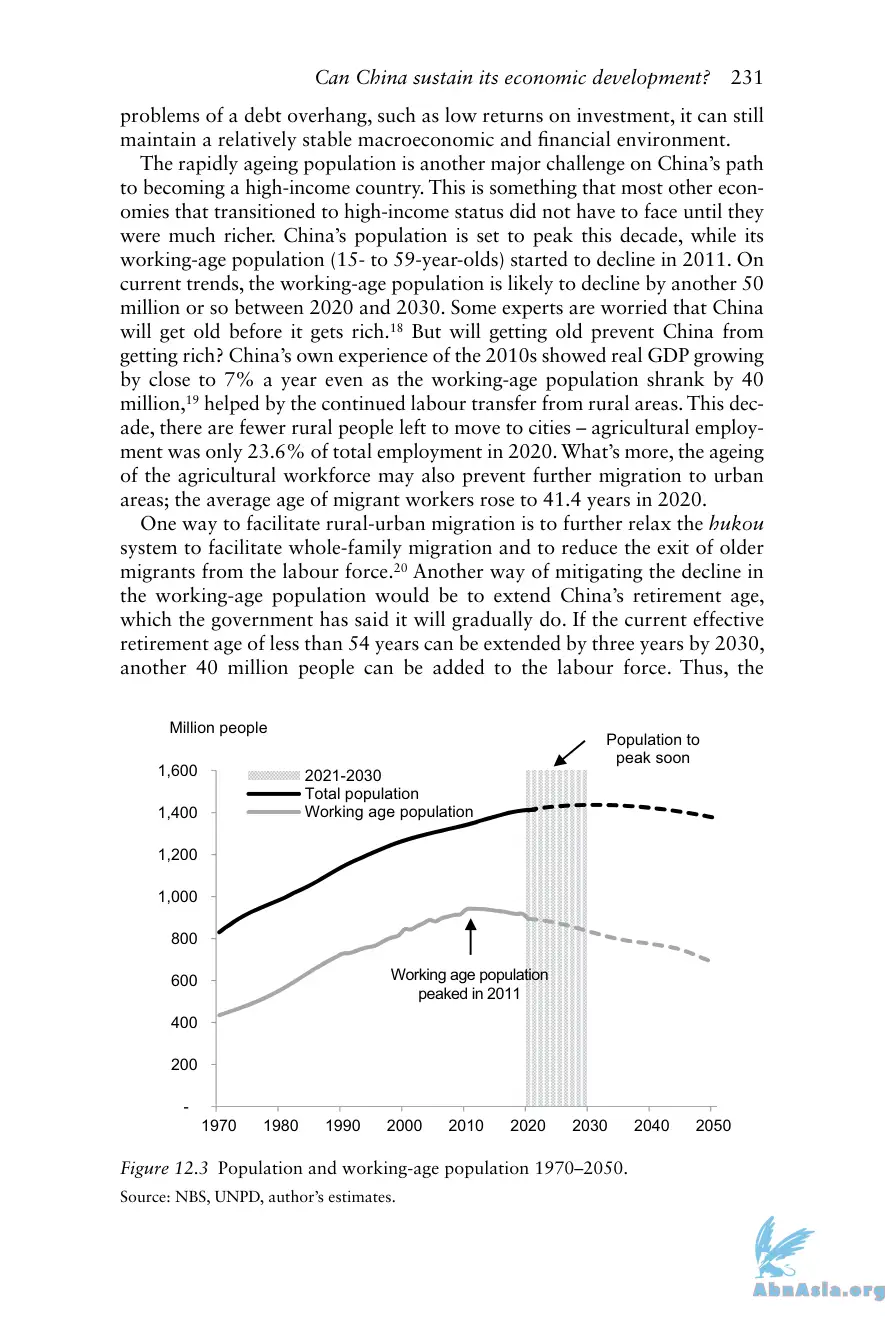 Can China sustain its economic development? 231
problems of a debt overhang, such as low returns on investment, it can still
maintain a relatively stable macroeconomic and financial environment.
The rapidly ageing population is another major challenge on China's path
to becoming a high-income country. This is something that most other econ-
omies that transitioned to high-income status did not have to face until they
were much richer. China's population is set to peak this decade, while its
working-age population (15- to 59-year-olds) started to decline in 2011. On
current trends, the working-age population is likely to decline by another 50
million or so between 2020 and 2030. Some experts are worried that China
will get old before it gets rich.18 But will getting old prevent China from
getting rich? China's own experience of the 2010s showed real GDP growing
by close to 7% a year even as the working-age population shrank by 40
million,19 helped by the continued labour transfer from rural areas. This dec-
ade, there are fewer rural people left to move to cities – agricultural employ-
ment was only 23.6% of total employment in 2020. What's more, the ageing
of the agricultural workforce may also prevent further migration to urban
areas; the average age of migrant workers rose to 41.4 years in 2020.
One way to facilitate rural-urban migration is to further relax the hukou
system to facilitate whole-family migration and to reduce the exit of older
migrants from the labour force.20 Another way of mitigating the decline in
the working-age population would be to extend China's retirement age,
which the government has said it will gradually do. If the current effective
retirement age of less than 54 years can be extended by three years by 2030,
another 40 million people can be added to the labour force. Thus, the
Million people
Population to
peak soon
1,600
2021-2030
Total population
Working age population
1,400
1,200
1,000
800
Working age population
peaked in 2011
600
400
200
-
1970 1980 1990 2000 2010 2020 2030 2040 2050
Figure 12.3 Population and working-age population 1970–2050.
Source: NBS, UNPD, author's estimates.
AbnAsia.org